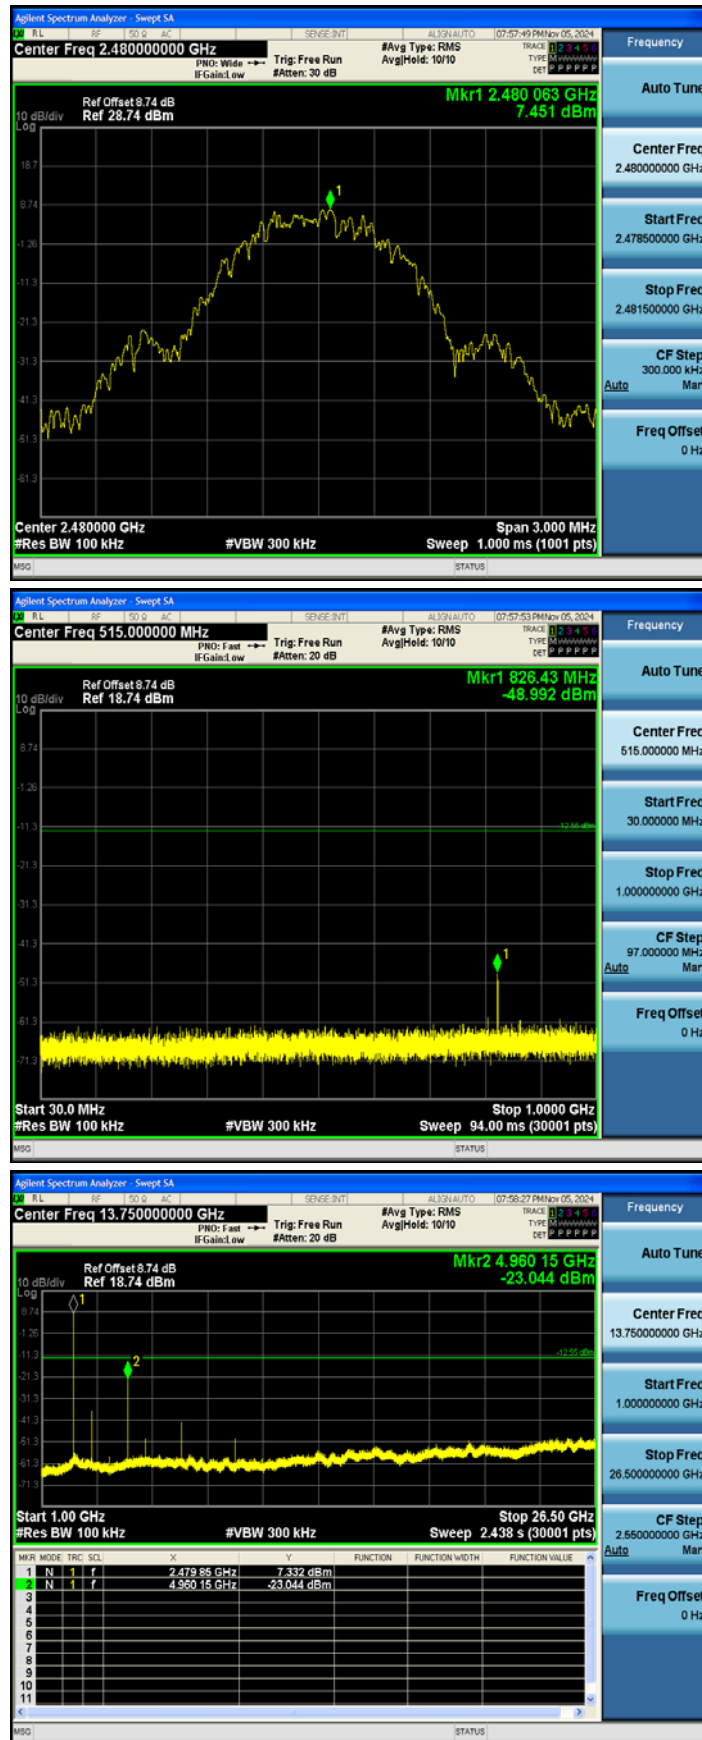 Agilent Spectrum Analyzer - Swept SA
RL RF 50 Ω AC SENSE:INT ALIGNAUTO 07:57:49 PM Nov 05, 2024
Center Freq 2.480000000 GHz
PNO: Wide
IFGain:Low
Trig: Free Run
#Atten: 30 dB
#Avg Type: RMS
Avg|Hold: 10/10
TRACE 1 2 3 4 5 6
TYPE M
DET P P P P P P
Frequency
Auto Tune
Mkr1 2.480 063 GHz
7.451 dBm
Ref Offset 8.74 dB
Ref 28.74 dBm
10 dB/div
Log
18.7
8.74
-1.26
-11.3
-21.3
-31.3
-41.3
-51.3
-61.3
1
Center Freq
2.480000000 GHz
Start Freq
2.478500000 GHz
Stop Freq
2.481500000 GHz
CF Step
300.000 kHz
Auto Man
Freq Offset
0 Hz
Center 2.480000 GHz Span 3.000 MHz
#Res BW 100 kHz #VBW 300 kHz Sweep 1.000 ms (1001 pts)
MSG STATUS
Agilent Spectrum Analyzer - Swept SA
RL RF 50 Ω AC SENSE:INT ALIGNAUTO 07:57:53 PM Nov 05, 2024
Center Freq 515.000000 MHz
PNO: Fast
IFGain:Low
Trig: Free Run
#Atten: 20 dB
#Avg Type: RMS
Avg|Hold: 10/10
TRACE 1 2 3 4 5 6
TYPE M
DET P P P P P P
Frequency
Auto Tune
Mkr1 826.43 MHz
-48.992 dBm
Ref Offset 8.74 dB
Ref 18.74 dBm
10 dB/div
Log
8.74
-1.26
-11.3
-21.3
-31.3
-41.3
-51.3
-61.3
-71.3
-12.55 dBm
1
Center Freq
515.000000 MHz
Start Freq
30.000000 MHz
Stop Freq
1.000000000 GHz
CF Step
97.000000 MHz
Auto Man
Freq Offset
0 Hz
Start 30.0 MHz Stop 1.0000 GHz
#Res BW 100 kHz #VBW 300 kHz Sweep 94.00 ms (30001 pts)
MSG STATUS
Agilent Spectrum Analyzer - Swept SA
RL RF 50 Ω AC SENSE:INT ALIGNAUTO 07:58:27 PM Nov 05, 2024
Center Freq 13.750000000 GHz
PNO: Fast
IFGain:Low
Trig: Free Run
#Atten: 20 dB
#Avg Type: RMS
Avg|Hold: 10/10
TRACE 1 2 3 4 5 6
TYPE M
DET P P P P P P
Frequency
Auto Tune
Mkr2 4.960 15 GHz
-23.044 dBm
Ref Offset 8.74 dB
Ref 18.74 dBm
10 dB/div
Log
8.74
-1.26
-11.3
-21.3
-31.3
-41.3
-51.3
-61.3
-71.3
-12.55 dBm
1
2
Center Freq
13.750000000 GHz
Start Freq
1.000000000 GHz
Stop Freq
26.500000000 GHz
CF Step
2.550000000 GHz
Auto Man
Freq Offset
0 Hz
Start 1.00 GHz Stop 26.50 GHz
#Res BW 100 kHz #VBW 300 kHz Sweep 2.438 s (30001 pts)
MKR MODE TRC SCL X Y FUNCTION FUNCTION WIDTH FUNCTION VALUE
1 N 1 f 2.479 85 GHz 7.332 dBm
2 N 1 f 4.960 15 GHz -23.044 dBm
3
4
5
6
7
8
9
10
11
MSG STATUS